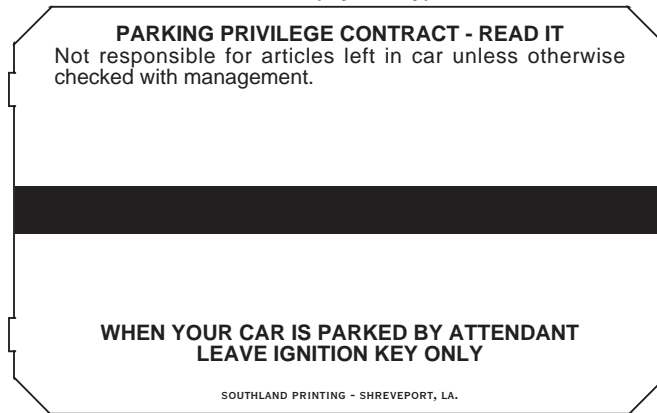 PARKING PRIVILEGE CONTRACT - READ IT
Not responsible for articles left in car unless otherwise
checked with management.
WHEN YOUR CAR IS PARKED BY ATTENDANT
LEAVE IGNITION KEY ONLY
SOUTHLAND PRINTING - SHREVEPORT, LA.